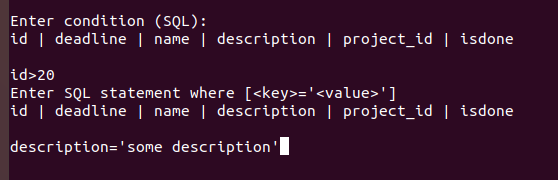 Enter condition (SQL):
id | deadline | name | description | project_id | isdone
id>20
Enter SQL statement where [<key>='<value>']
id | deadline | name | description | project_id | isdone
description='some description'